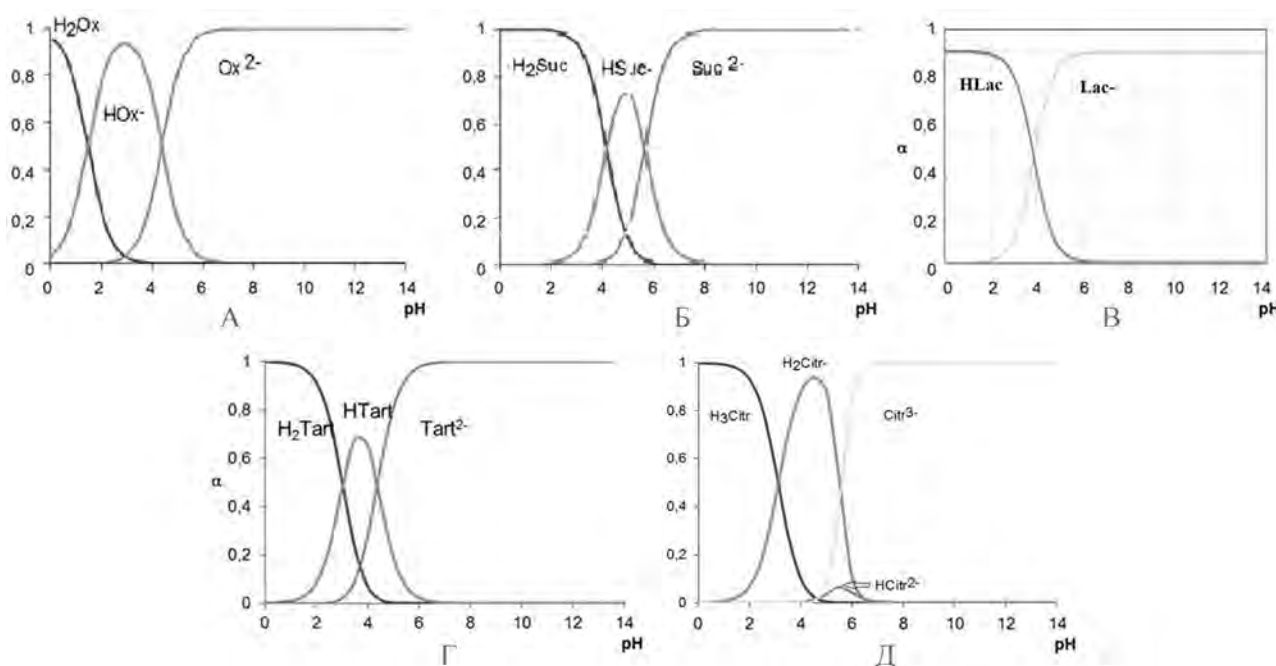 H₂Ox
1
0,8
0,6
0,4
0,2
0
HOx-
Ox 2-
0 2 4 6 8 10 12 14
pH
А
1
0,8
0,6
0,4
0,2
0
H₂Suc
HSuc-
Suc 2-
0 2 4 6 8 10 12 14
pH
Б
1
0,8
0,6
α
0,4
0,2
0
HLac
Lac-
0 2 4 6 8 10 12 14
pH
В
1
0,8
0,6
α
0,4
0,2
0
H₂Tart
HTart
Tart²⁻
0 2 4 6 8 10 12 14
pH
Г
1
0,8
0,6
α
0,4
0,2
0
H₃Citr
H₂Citr-
Citr³⁻
HCitr²⁻
0 2 4 6 8 10 12 14
pH
Д